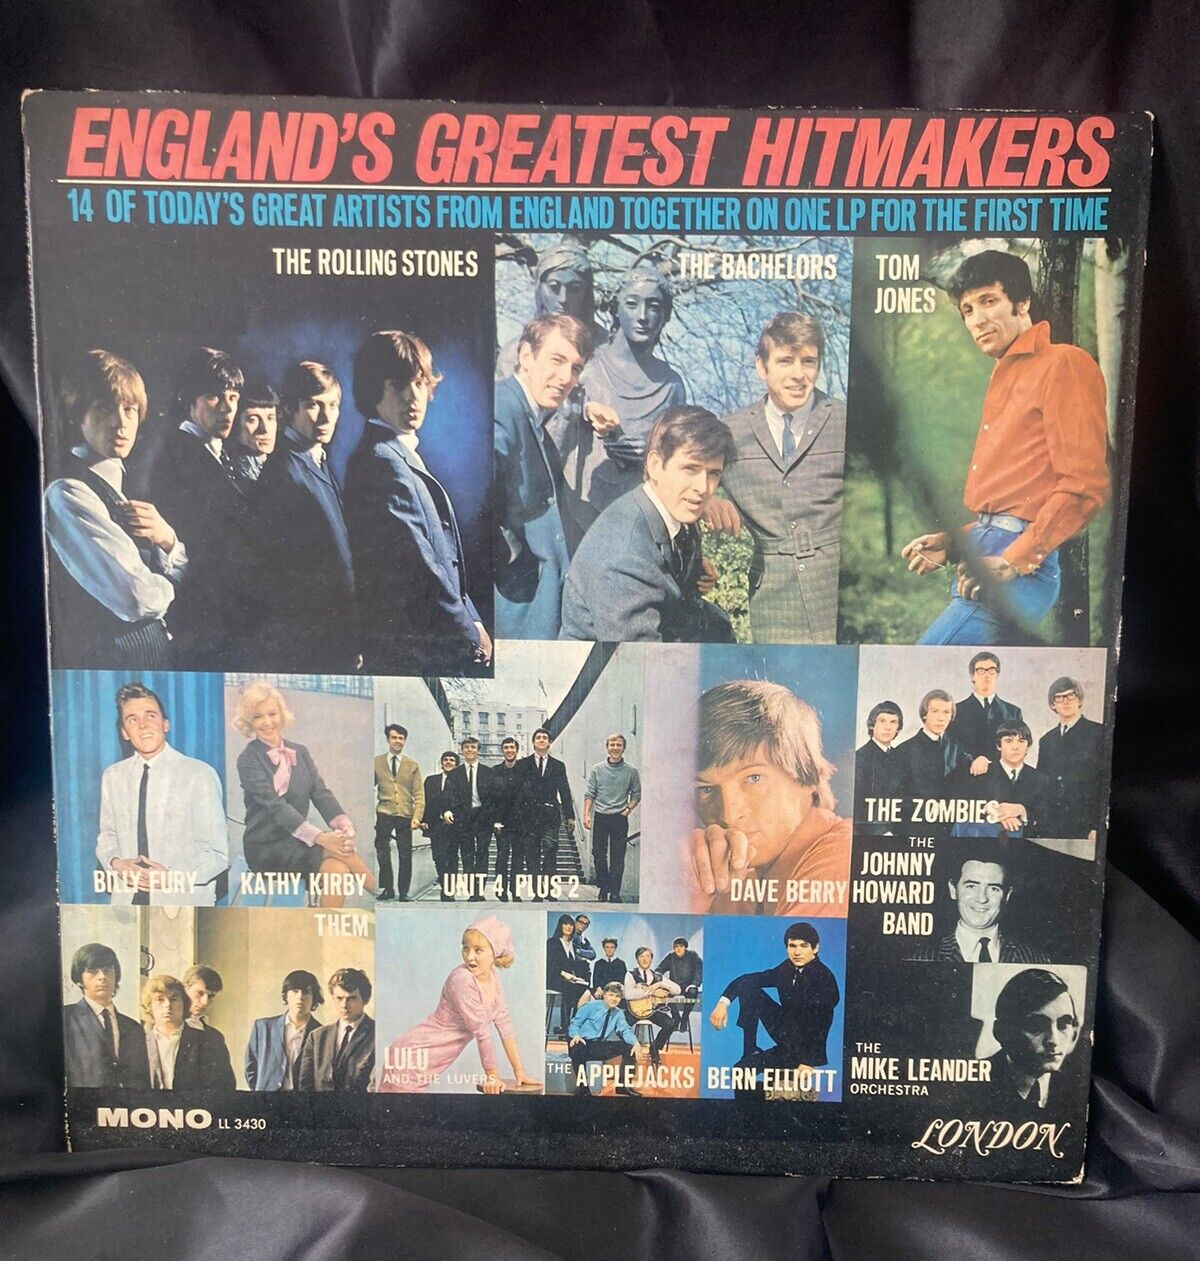 ENGLAND'S GREATEST HITMAKERS
14 OF TODAY'S GREAT ARTISTS FROM ENGLAND TOGETHER ON ONE LP FOR THE FIRST TIME
THE ROLLING STONES
THE BACHELORS
TOM
JONES
BILLY FURY
KATHY KIRBY
UNIT 4 PLUS 2
DAVE BERRY
THE ZOMBIES
THE
JOHNNY
HOWARD
BAND
THEM
LULU
AND THE LUVERS
THE APPLEJACKS
BERN ELLIOTT
THE
MIKE LEANDER
ORCHESTRA
MONO LL 3430
LONDON